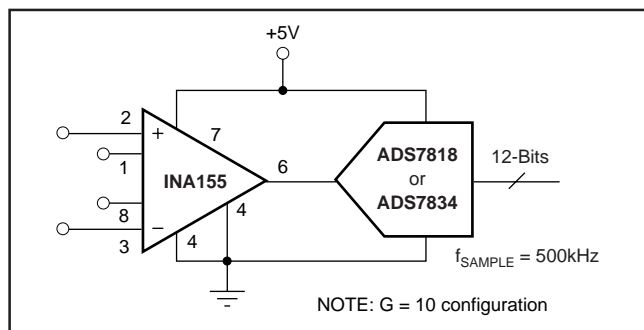 +5V
2
+
7
1
INA155
6
ADS7818
or
ADS7834
12-Bits
8
–
4
3
4
fSAMPLE = 500kHz
NOTE: G = 10 configuration